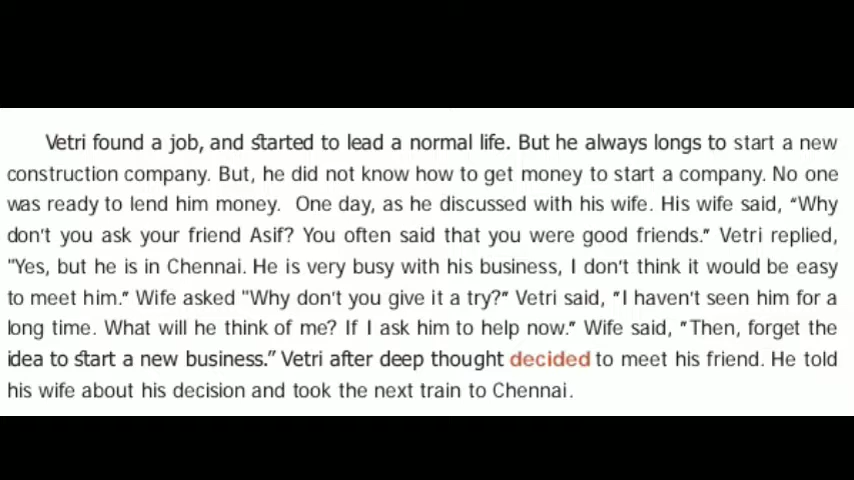 Vetri found a job, and started to lead a normal life. But he always longs to start a new
construction company. But, he did not know how to get money to start a company. No one
was ready to lend him money.  One day, as he discussed with his wife. His wife said, “Why
don't you ask your friend Asif? You often said that you were good friends.” Vetri replied,
"Yes, but he is in Chennai. He is very busy with his business, I don't think it would be easy
to meet him.” Wife asked "Why don't you give it a try?” Vetri said, “I haven't seen him for a
long time. What will he think of me? If I ask him to help now.” Wife said, “Then, forget the
idea to start a new business.” Vetri after deep thought decided to meet his friend. He told
his wife about his decision and took the next train to Chennai.